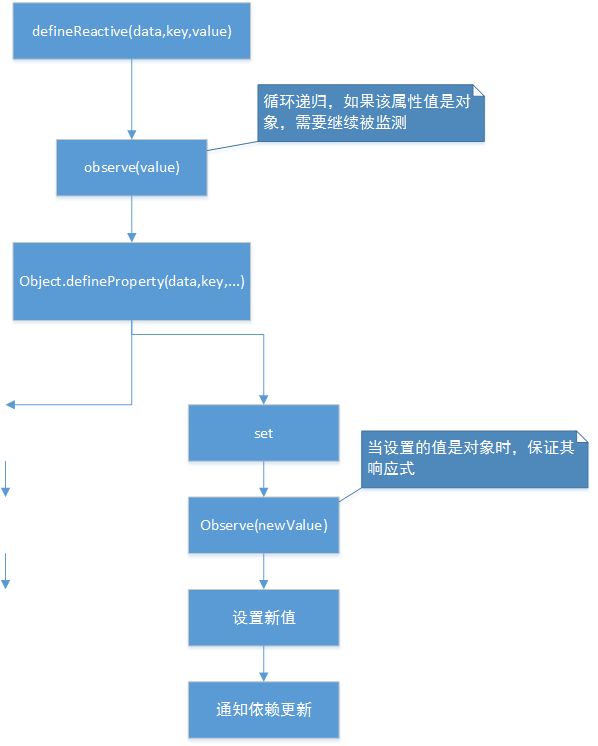 defineReactive(data,key,value)
循环递归，如果该属性值是对
象，需要继续被监测
observe(value)
Object.defineProperty(data,key,...)
set
当设置的值是对象时，保证其
响应式
Observe(newValue)
设置新值
通知依赖更新